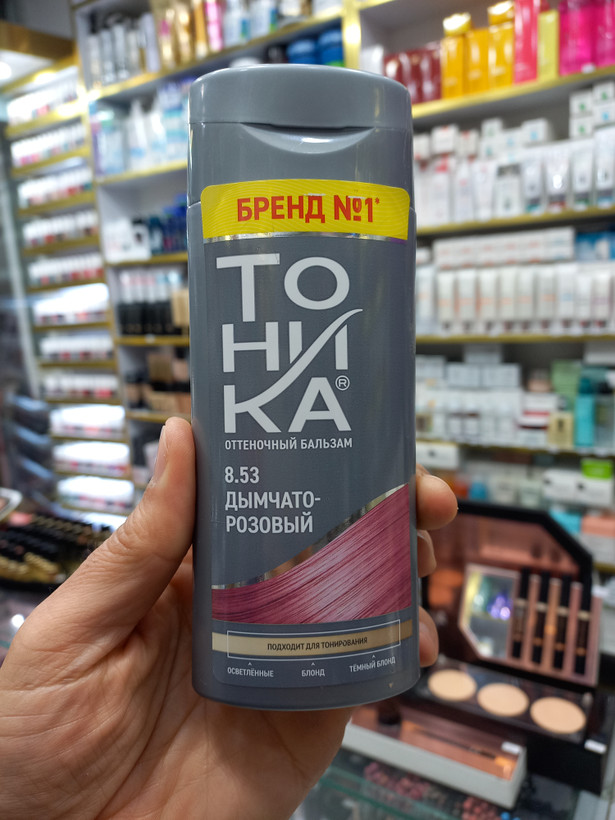 БРЕНД №1*
ТО
НИ
КА®
ОТТЕНОЧНЫЙ БАЛЬЗАМ
8.53
ДЫМЧАТО-
РОЗОВЫЙ
ПОДХОДИТ ДЛЯ ТОНИРОВАНИЯ
ОСВЕТЛЁННЫЕ БЛОНД ТЁМНЫЙ БЛОНД